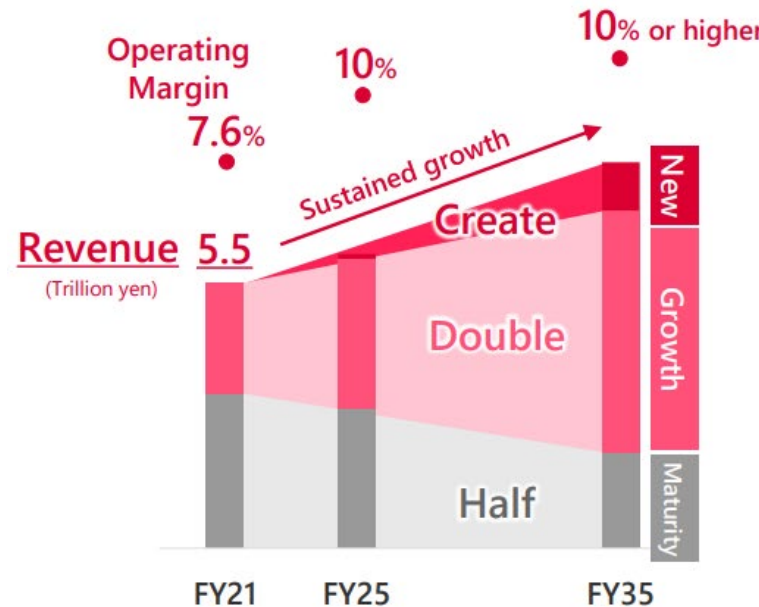 Operating
Margin
7.6%
10%
10% or higher
Sustained growth
Revenue 5.5
(Trillion yen)
Create
Double
Half
New
Growth
Maturity
FY21
FY25
FY35